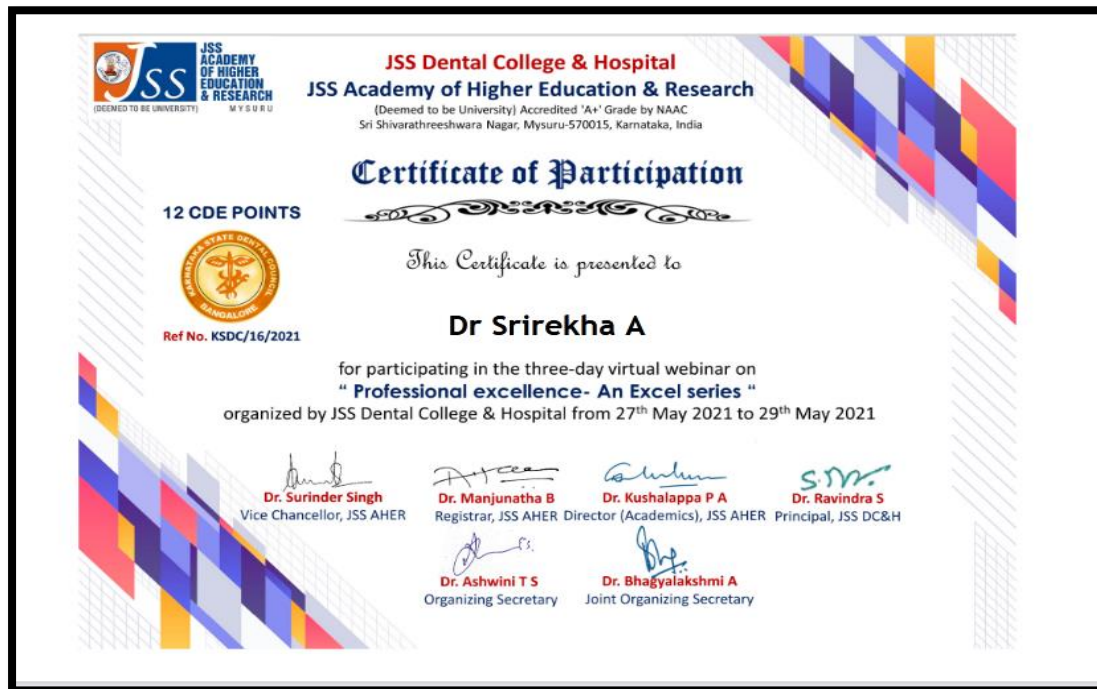 JSS
JSS
ACADEMY
OF HIGHER
EDUCATION
& RESEARCH
(DEEMED TO BE UNIVERSITY) MYSURU
JSS Dental College & Hospital
JSS Academy of Higher Education & Research
(Deemed to be University) Accredited 'A+' Grade by NAAC
Sri Shivarathreeshwara Nagar, Mysuru-570015, Karnataka, India
Certificate of Participation
12 CDE POINTS
KARNATAKA STATE DENTAL COUNCIL
BANGALORE
Ref No. KSDC/16/2021
This Certificate is presented to
Dr Srirekha A
for participating in the three-day virtual webinar on
“ Professional excellence- An Excel series “
organized by JSS Dental College & Hospital from 27th May 2021 to 29th May 2021
Dr. Surinder Singh Dr. Manjunatha B Dr. Kushalappa P A Dr. Ravindra S
Vice Chancellor, JSS AHER Registrar, JSS AHER Director (Academics), JSS AHER Principal, JSS DC&H
Dr. Ashwini T S Dr. Bhagyalakshmi A
Organizing Secretary Joint Organizing Secretary